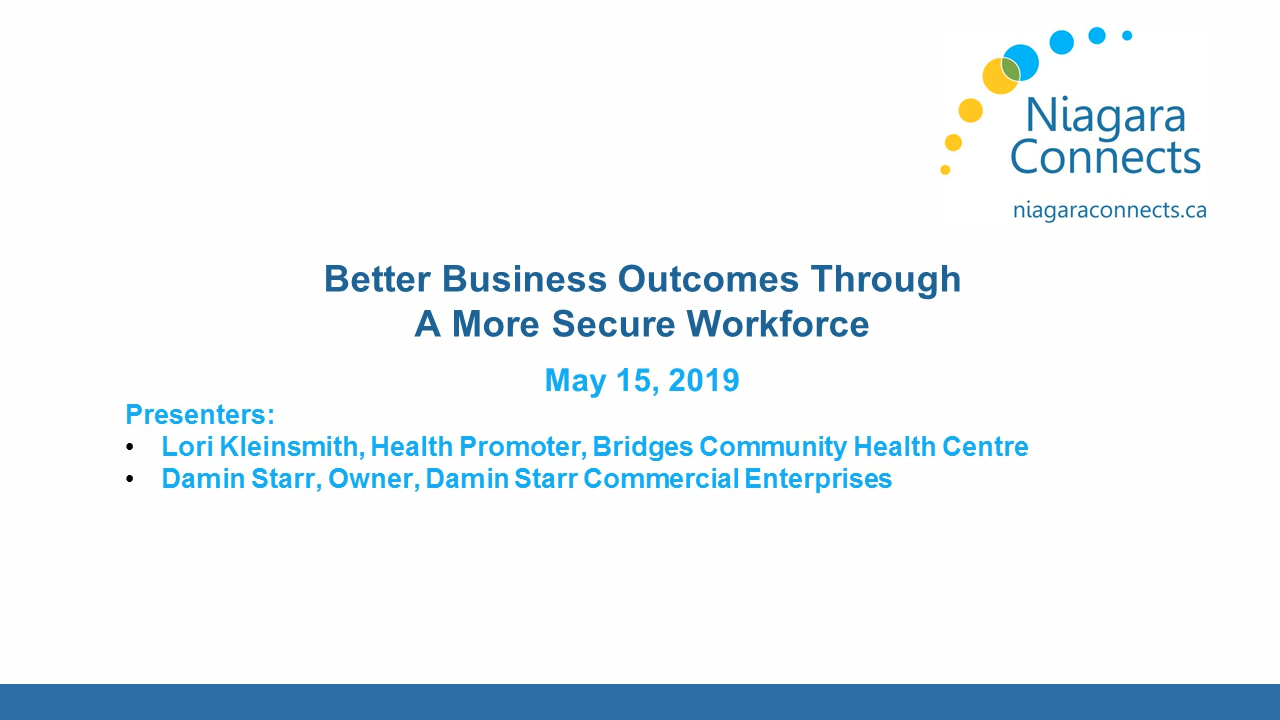 Niagara
Connects
niagaraconnects.ca
Better Business Outcomes Through
A More Secure Workforce
May 15, 2019
Presenters:
• Lori Kleinsmith, Health Promoter, Bridges Community Health Centre
• Damin Starr, Owner, Damin Starr Commercial Enterprises